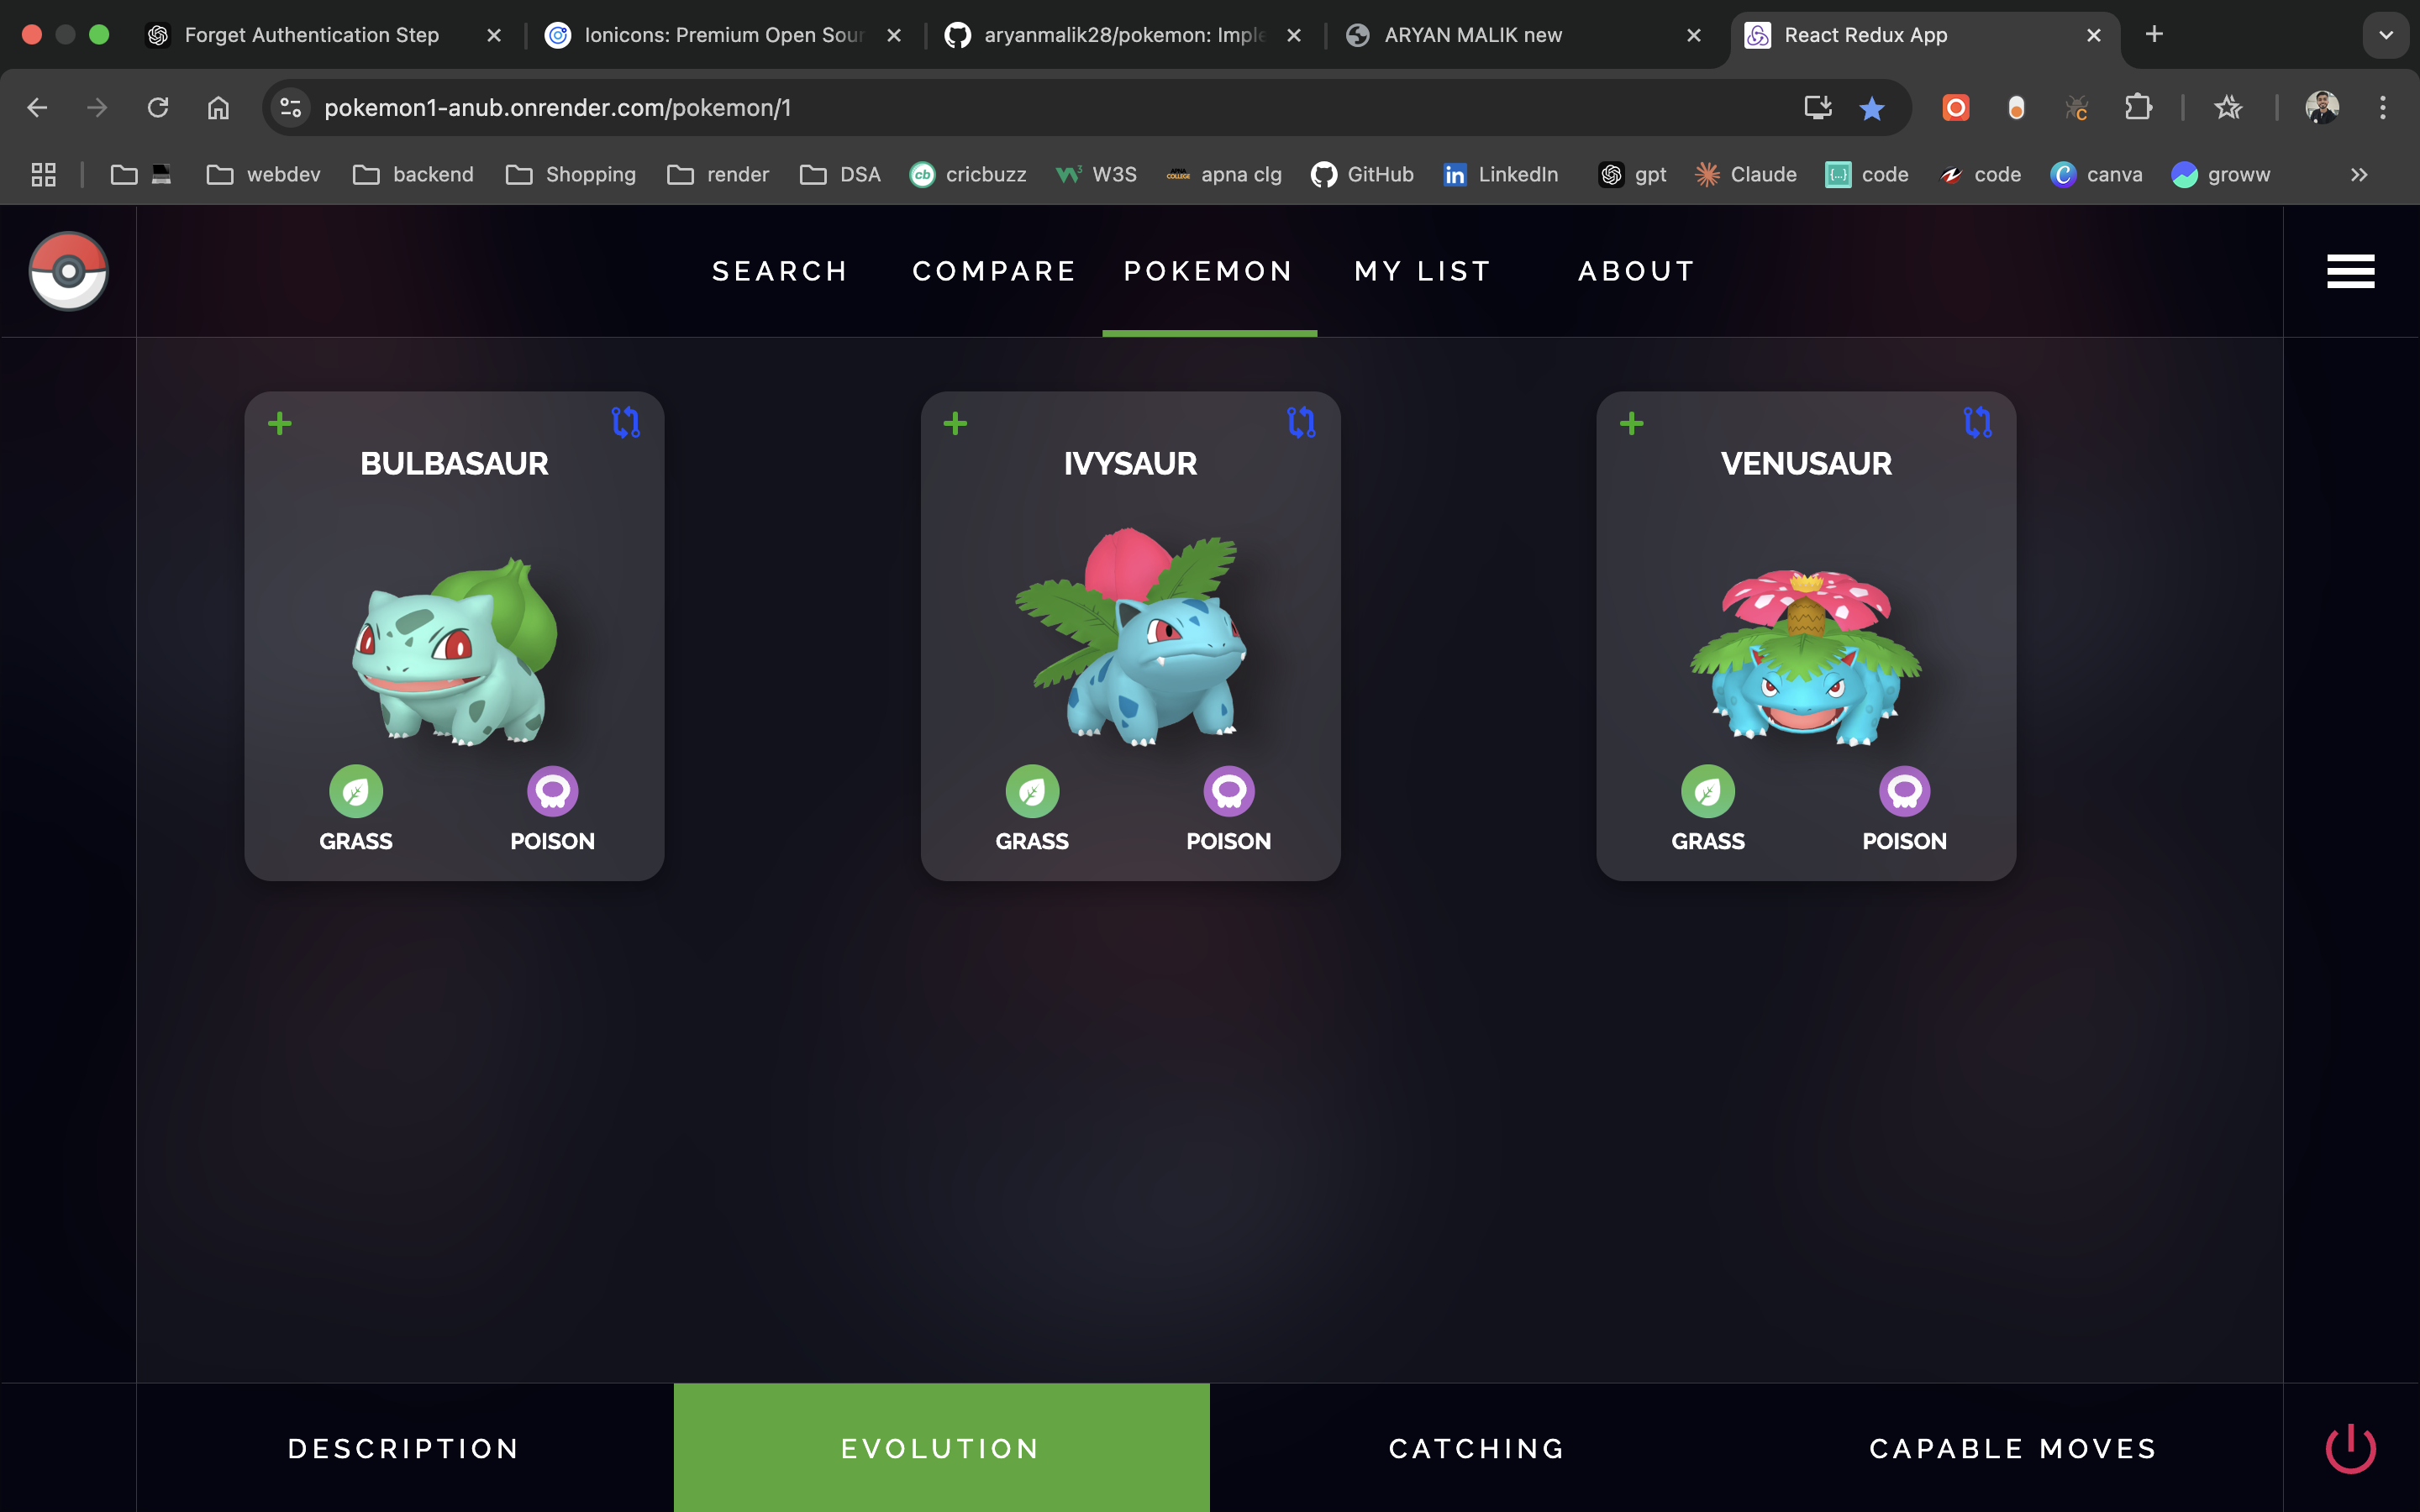 Forget Authentication Step
Ionicons: Premium Open Sour
aryanmalik28/pokemon: Imple
ARYAN MALIK new
React Redux App
pokemon1-anub.onrender.com/pokemon/1
webdev
backend
Shopping
render
DSA
cb
cricbuzz
W3S
apna clg
GitHub
in
LinkedIn
gpt
Claude
{...}
code
code
C
canva
groww
SEARCH
COMPARE
POKEMON
MY LIST
ABOUT
BULBASAUR
GRASS
POISON
IVYSAUR
GRASS
POISON
VENUSAUR
GRASS
POISON
DESCRIPTION
EVOLUTION
CATCHING
CAPABLE MOVES